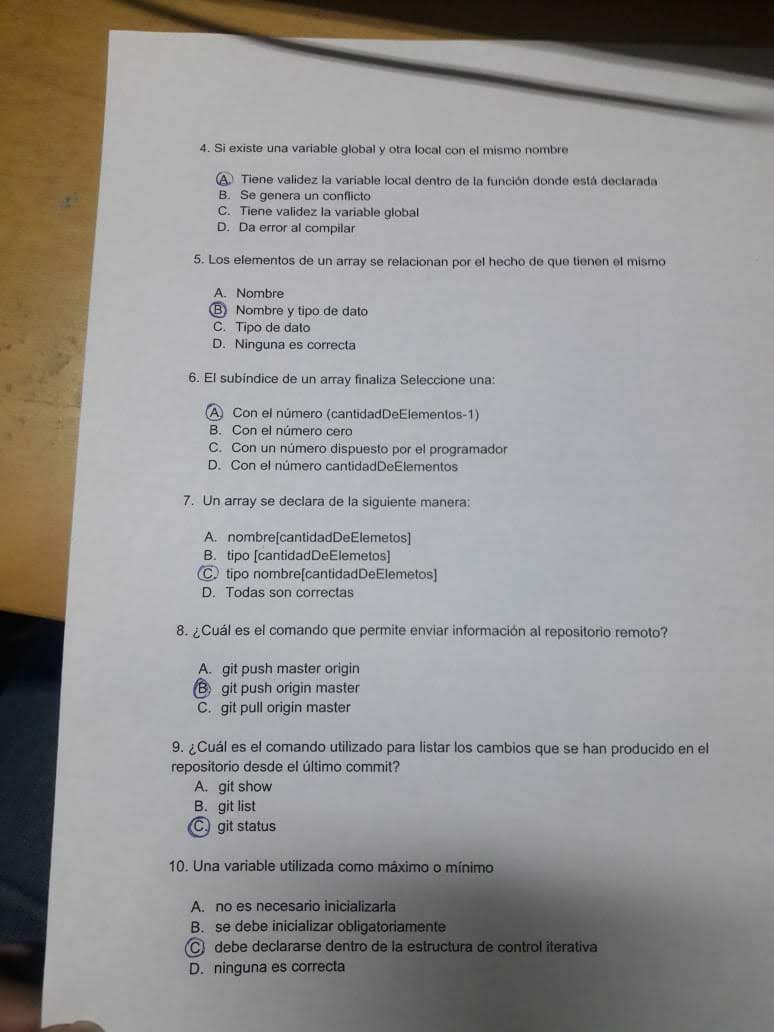 4. Si existe una variable global y otra local con el mismo nombre
A. Tiene validez la variable local dentro de la función donde está declarada
B. Se genera un conflicto
C. Tiene validez la variable global
D. Da error al compilar
5. Los elementos de un array se relacionan por el hecho de que tienen el mismo
A. Nombre
B. Nombre y tipo de dato
C. Tipo de dato
D. Ninguna es correcta
6. El subíndice de un array finaliza Seleccione una:
A. Con el número (cantidadDeElementos-1)
B. Con el número cero
C. Con un número dispuesto por el programador
D. Con el número cantidadDeElementos
7. Un array se declara de la siguiente manera:
A. nombre[cantidadDeElemetos]
B. tipo [cantidadDeElemetos]
C. tipo nombre[cantidadDeElemetos]
D. Todas son correctas
8. ¿Cuál es el comando que permite enviar información al repositorio remoto?
A. git push master origin
B. git push origin master
C. git pull origin master
9. ¿Cuál es el comando utilizado para listar los cambios que se han producido en el
repositorio desde el último commit?
A. git show
B. git list
C. git status
10. Una variable utilizada como máximo o mínimo
A. no es necesario inicializarla
B. se debe inicializar obligatoriamente
C. debe declararse dentro de la estructura de control iterativa
D. ninguna es correcta